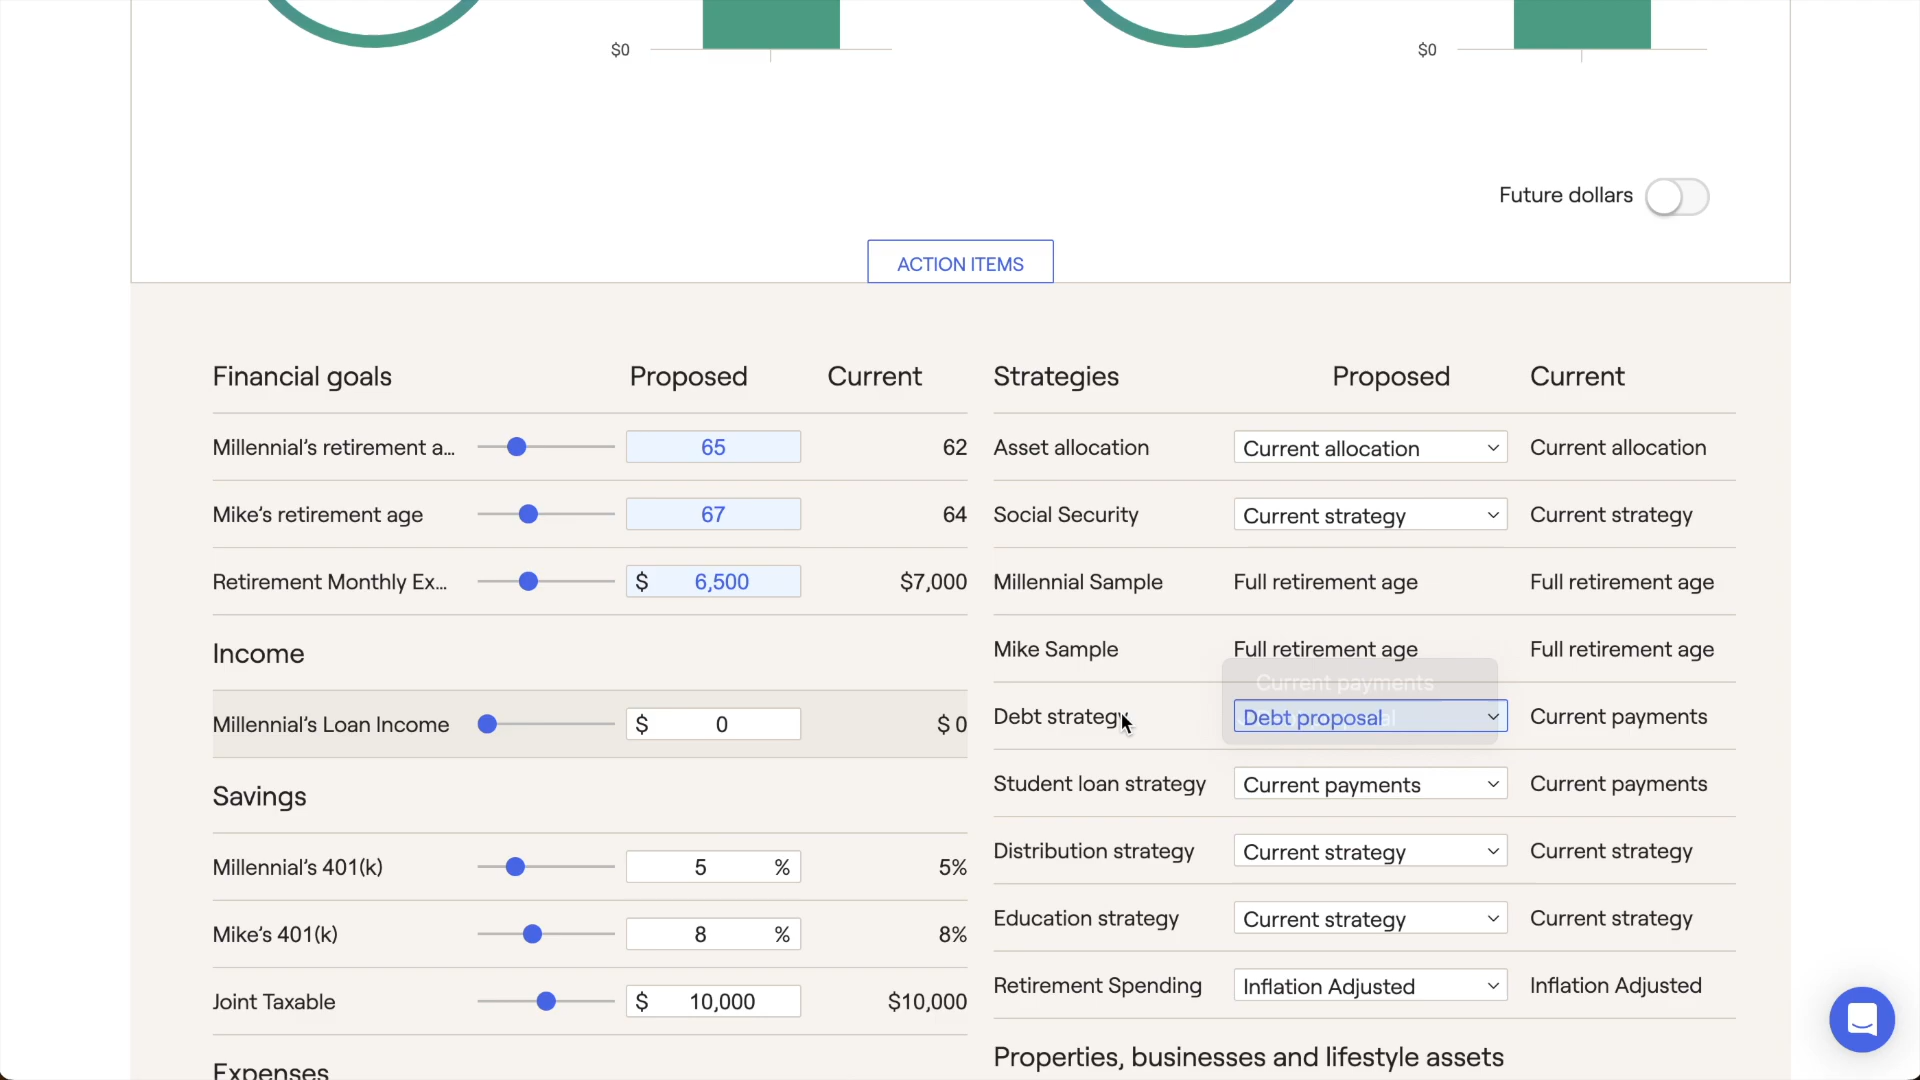 $0
$0
Future dollars
ACTION ITEMS
Financial goals Proposed Current
Millennial's retirement a... 65 62
Mike's retirement age 67 64
Retirement Monthly Ex... $ 6,500 $7,000
Income
Millennial's Loan Income $ 0 $ 0
Savings
Millennial's 401(k) 5 % 5%
Mike's 401(k) 8 % 8%
Joint Taxable $ 10,000 $10,000
Expenses
Strategies Proposed Current
Asset allocation Current allocation Current allocation
Social Security Current strategy Current strategy
Millennial Sample Full retirement age Full retirement age
Mike Sample Full retirement age Full retirement age
Current payments
Debt strategy Debt proposal Current payments
Student loan strategy Current payments Current payments
Distribution strategy Current strategy Current strategy
Education strategy Current strategy Current strategy
Retirement Spending Inflation Adjusted Inflation Adjusted
Properties, businesses and lifestyle assets